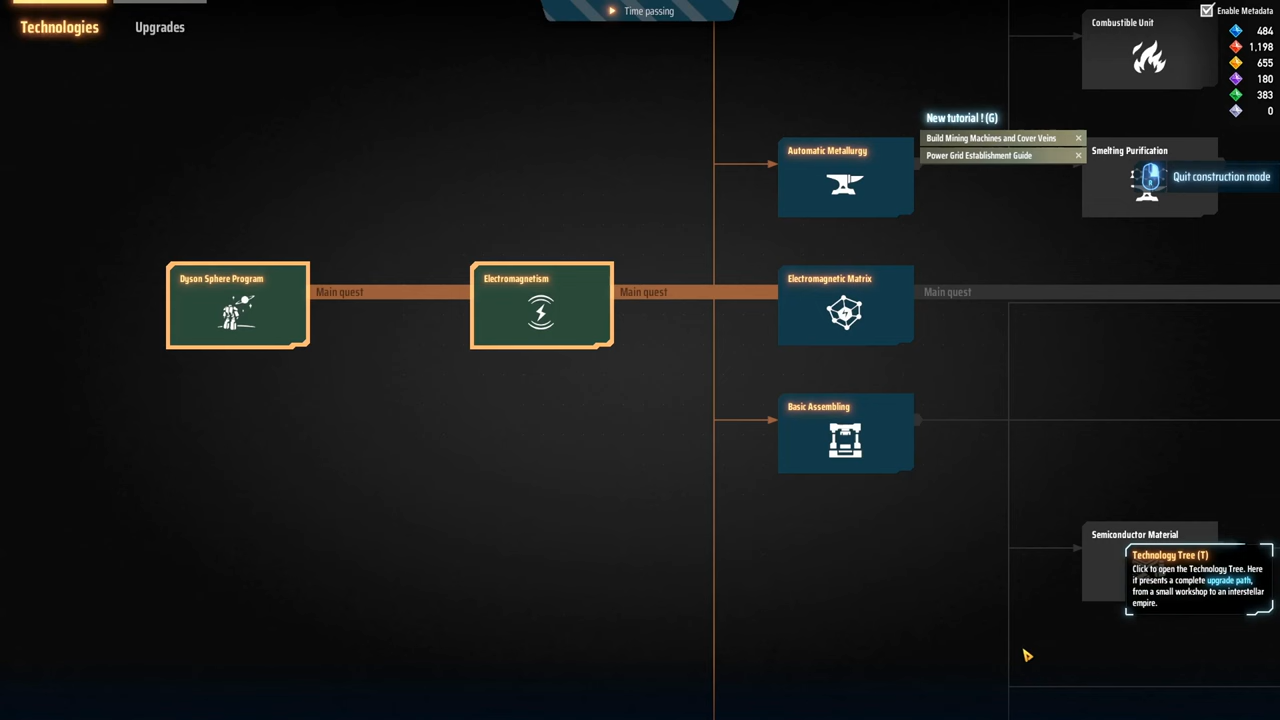 Technologies
Upgrades
Time passing
Enable Metadata
484
1,198
655
180
383
0
Combustible Unit
New tutorial ! (G)
Build Mining Machines and Cover Veins
Power Grid Establishment Guide
Automatic Metallurgy
Smelting Purification
R
Quit construction mode
Dyson Sphere Program
Main quest
Electromagnetism
Main quest
Electromagnetic Matrix
Main quest
Basic Assembling
Semiconductor Material
Technology Tree (T)
Click to open the Technology Tree. Here
it presents a complete upgrade path,
from a small workshop to an interstellar
empire.